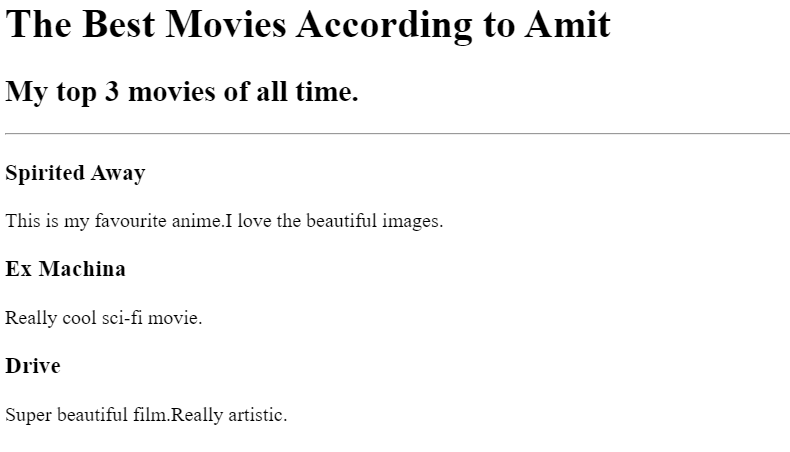 The Best Movies According to Amit
My top 3 movies of all time.
Spirited Away
This is my favourite anime.I love the beautiful images.
Ex Machina
Really cool sci-fi movie.
Drive
Super beautiful film.Really artistic.